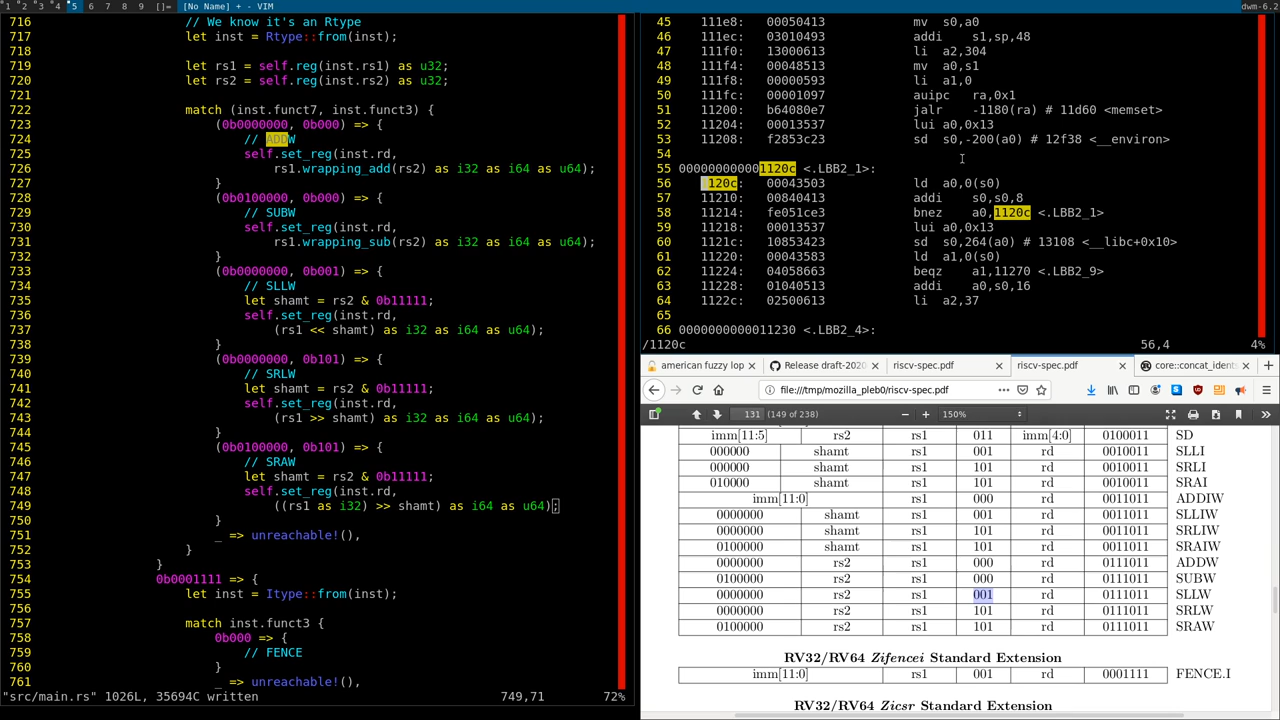 1 2 3 4 5 6 7 8 9 []= [No Name] + - VIM dwm-6.2
716 // We know it's an Rtype
717 let inst = Rtype::from(inst);
718
719 let rs1 = self.reg(inst.rs1) as u32;
720 let rs2 = self.reg(inst.rs2) as u32;
721
722 match (inst.funct7, inst.funct3) {
723 (0b0000000, 0b000) => {
724 // ADDW
725 self.set_reg(inst.rd,
726 rs1.wrapping_add(rs2) as i32 as i64 as u64);
727 }
728 (0b0100000, 0b000) => {
729 // SUBW
730 self.set_reg(inst.rd,
731 rs1.wrapping_sub(rs2) as i32 as i64 as u64);
732 }
733 (0b0000000, 0b001) => {
734 // SLLW
735 let shamt = rs2 & 0b11111;
736 self.set_reg(inst.rd,
737 (rs1 << shamt) as i32 as i64 as u64);
738 }
739 (0b0000000, 0b101) => {
740 // SRLW
741 let shamt = rs2 & 0b11111;
742 self.set_reg(inst.rd,
743 (rs1 >> shamt) as i32 as i64 as u64);
744 }
745 (0b0100000, 0b101) => {
746 // SRAW
747 let shamt = rs2 & 0b11111;
748 self.set_reg(inst.rd,
749 ((rs1 as i32) >> shamt) as i64 as u64);
750 }
751 _ => unreachable!(),
752 }
753 }
754 0b0001111 => {
755 let inst = Itype::from(inst);
756
757 match inst.funct3 {
758 0b000 => {
759 // FENCE
760 }
761 _ => unreachable!(),
"src/main.rs" 1026L, 35694C written 749,71 72%
45 111e8: 00050413 mv s0,a0
46 111ec: 03010493 addi s1,sp,48
47 111f0: 13000613 li a2,304
48 111f4: 00048513 mv a0,s1
49 111f8: 00000593 li a1,0
50 111fc: 00001097 auipc ra,0x1
51 11200: b64080e7 jalr -1180(ra) # 11d60 <memset>
52 11204: 00013537 lui a0,0x13
53 11208: f2853c23 sd s0,-200(a0) # 12f38 <__environ>
54
55 000000000001120c <.LBB2_1>:
56 1120c: 00043503 ld a0,0(s0)
57 11210: 00840413 addi s0,s0,8
58 11214: fe051ce3 bnez a0,1120c <.LBB2_1>
59 11218: 00013537 lui a0,0x13
60 1121c: 10853423 sd s0,264(a0) # 13108 <__libc+0x10>
61 11220: 00043583 ld a1,0(s0)
62 11224: 04058663 beqz a1,11270 <.LBB2_9>
63 11228: 01040513 addi a0,s0,16
64 1122c: 02500613 li a2,37
65
66 0000000000011230 <.LBB2_4>:
/1120c 56,4 4%
american fuzzy lop Release draft-2020 riscv-spec.pdf riscv-spec.pdf core::concat_idents
file:///tmp/mozilla_pleb0/riscv-spec.pdf
131 (149 of 238) 150%
imm[11:5] rs2 rs1 011 imm[4:0] 0100011 SD
000000 shamt rs1 001 rd 0010011 SLLI
000000 shamt rs1 101 rd 0010011 SRLI
010000 shamt rs1 101 rd 0010011 SRAI
imm[11:0] rs1 000 rd 0011011 ADDIW
0000000 shamt rs1 001 rd 0011011 SLLIW
0000000 shamt rs1 101 rd 0011011 SRLIW
0100000 shamt rs1 101 rd 0011011 SRAIW
0000000 rs2 rs1 000 rd 0111011 ADDW
0100000 rs2 rs1 000 rd 0111011 SUBW
0000000 rs2 rs1 001 rd 0111011 SLLW
0000000 rs2 rs1 101 rd 0111011 SRLW
0100000 rs2 rs1 101 rd 0111011 SRAW
RV32/RV64 Zifencei Standard Extension
imm[11:0] rs1 001 rd 0001111 FENCE.I
RV32/RV64 Zicsr Standard Extension